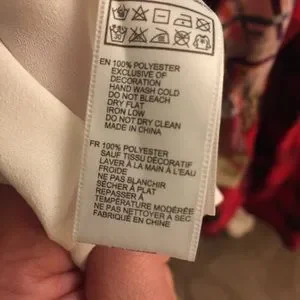 EN 100% POLYESTER
EXCLUSIVE OF
DECORATION
HAND WASH COLD
DO NOT BLEACH
DRY FLAT
IRON LOW
DO NOT DRY CLEAN
MADE IN CHINA
FR 100% POLYESTER
SAUF TISSU DÉCORATIF
LAVER À LA MAIN À L'EAU
FROIDE
NE PAS BLANCHIR
SÉCHER À PLAT
REPASSER À
TEMPÉRATURE MODÉRÉE
NE PAS NETTOYER À SEC
FABRIQUÉ EN CHINE